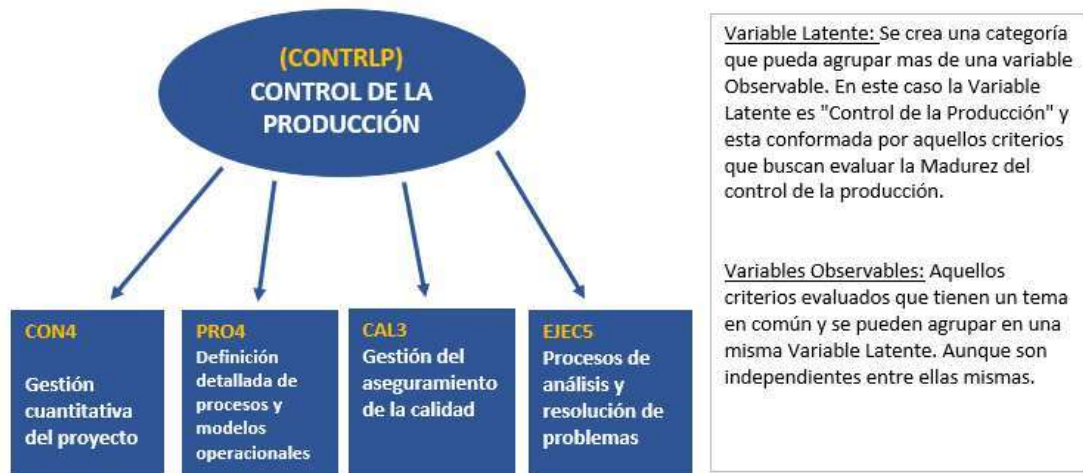 (CONTRLP)
CONTROL DE LA
PRODUCCIÓN
CON4
Gestión
cuantitativa
del proyecto
PRO4
Definición
detallada de
procesos y
modelos
operacionales
CAL3
Gestión del
aseguramiento
de la calidad
EJEC5
Procesos de
análisis y
resolución de
problemas
Variable Latente: Se crea una categoría
que pueda agrupar mas de una variable
Observable. En este caso la Variable
Latente es "Control de la Producción" y
esta conformada por aquellos criterios
que buscan evaluar la Madurez del
control de la producción.
Variables Observables: Aquellos
criterios evaluados que tienen un tema
en común y se pueden agrupar en una
misma Variable Latente. Aunque son
independientes entre ellas mismas.